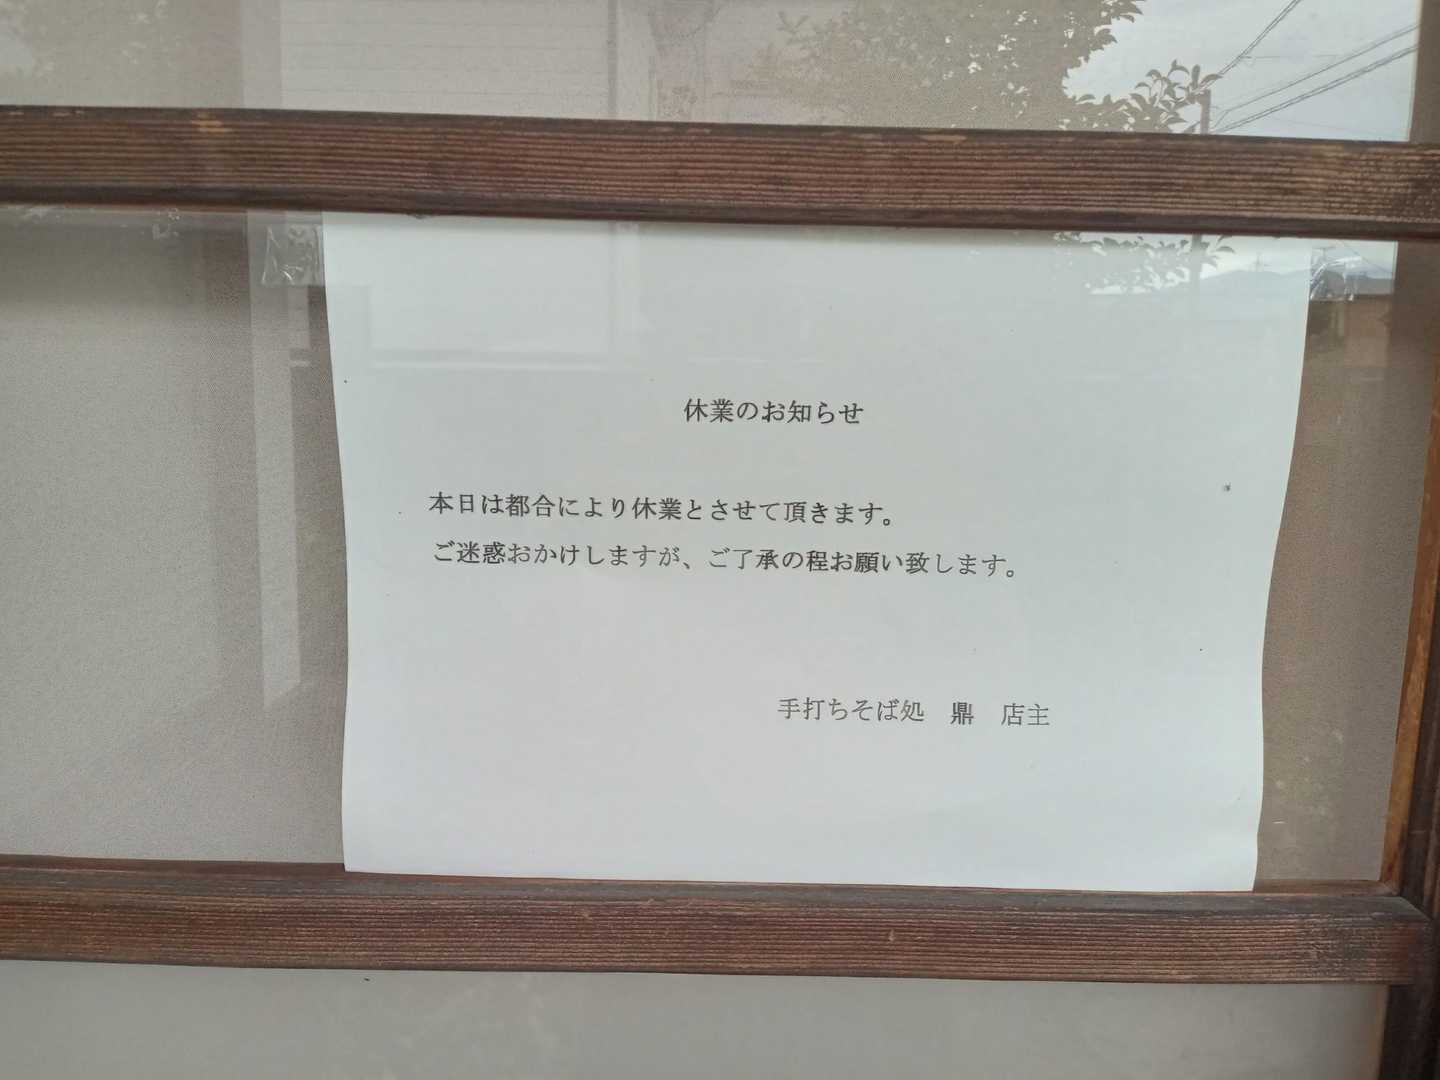 休業のお知らせ
本日は都合により休業とさせて頂きます。
ご迷惑おかけしますが、ご了承の程お願い致します。
手打ちそば処　鼎　店主